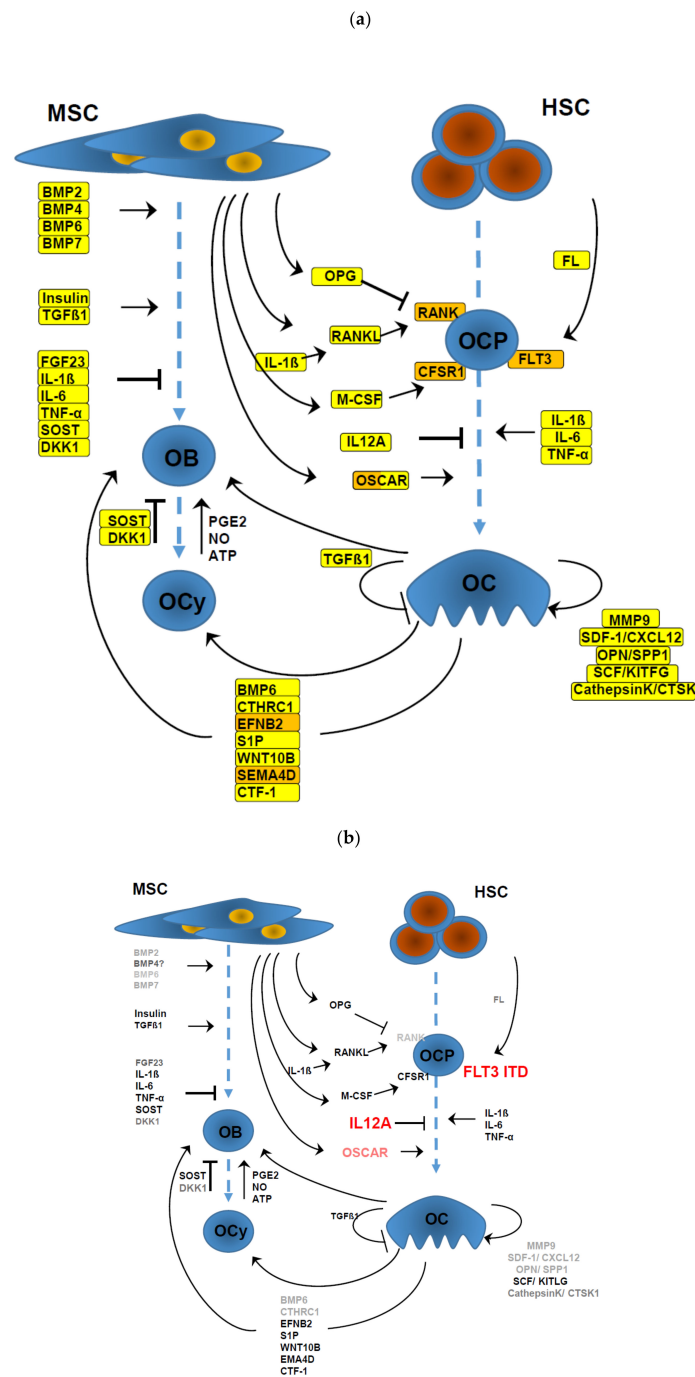 (a)
MSC
HSC
BMP2
BMP4
BMP6
BMP7
FL
OPG
Insulin
TGFß1
RANK
RANKL
OCP
IL-1ß
FLT3
CFSR1
FGF23
IL-1ß
IL-6
TNF-α
SOST
DKK1
M-CSF
IL12A
IL-1ß
IL-6
TNF-α
OB
OSCAR
SOST
DKK1
PGE2
NO
ATP
TGFß1
OC
OCy
MMP9
SDF-1/CXCL12
OPN/SPP1
SCF/KITFG
CathepsinK/CTSK
BMP6
CTHRC1
EFNB2
S1P
WNT10B
SEMA4D
CTF-1
(b)
MSC
HSC
BMP2
BMP4?
BMP6
BMP7
FL
OPG
Insulin
TGFß1
RANK
RANKL
OCP
FGF23
IL-1ß
IL-6
TNF-α
SOST
DKK1
IL-1ß
CFSR1
FLT3 ITD
M-CSF
IL12A
IL-1ß
IL-6
TNF-α
OB
OSCAR
SOST
DKK1
PGE2
NO
ATP
TGFß1
OC
OCy
MMP9
SDF-1/ CXCL12
OPN/ SPP1
SCF/ KITLG
CathepsinK/ CTSK1
BMP6
CTHRC1
EFNB2
S1P
WNT10B
EMA4D
CTF-1